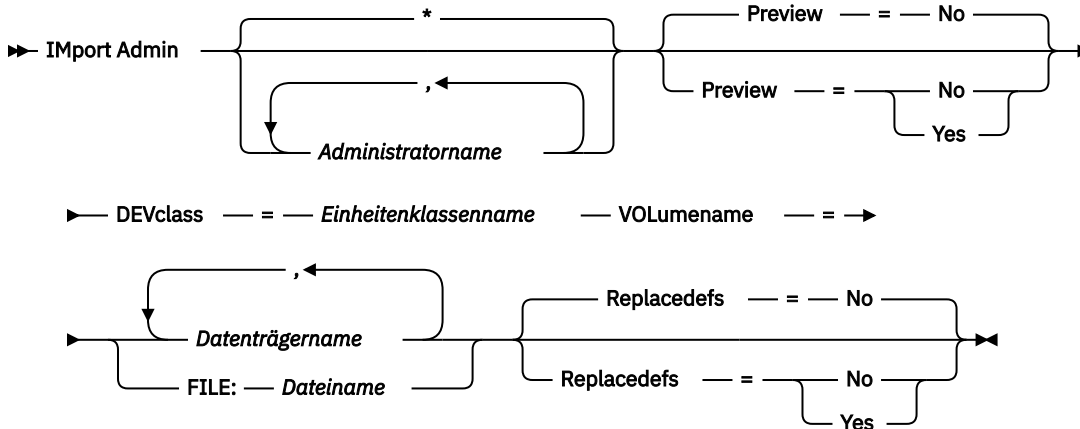 *
Preview = No
IMport Admin
,
Preview = No
Yes
Administratorname
DEVclass = Einheitenklassenname VOLumename =
,
Replacedefs = No
Datenträgername
Replacedefs = No
FILE: Dateiname
Yes